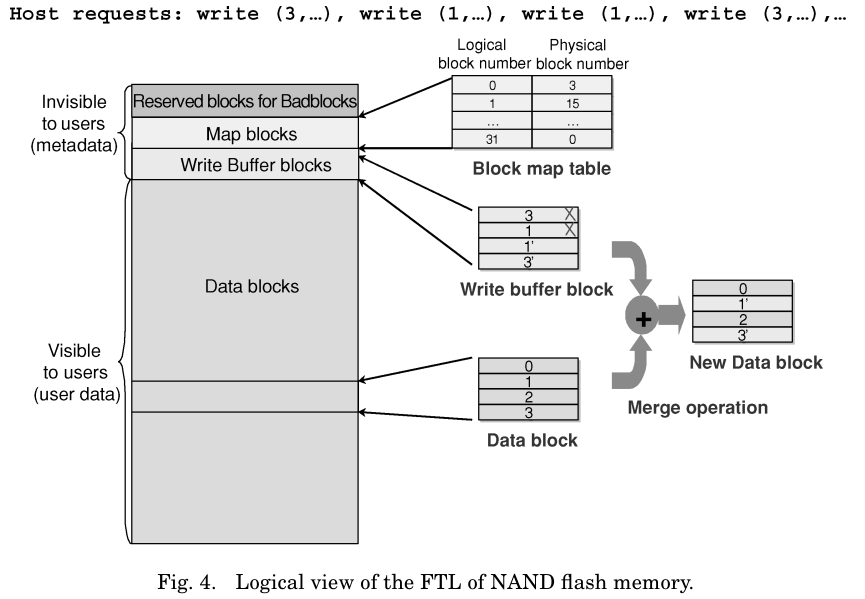 Host requests: write (3,…), write (1,…), write (1,…), write (3,…),…
Logical
block number
Physical
block number
0 3
1 15
... ...
31 0
Block map table
Invisible
to users
(metadata)
Reserved blocks for Badblocks
Map blocks
Write Buffer blocks
3 X
1 X
1'
3'
Write buffer block
Data blocks
+
0
1'
2
3'
New Data block
Visible
to users
(user data)
0
1
2
3
Data block
Merge operation
Fig. 4. Logical view of the FTL of NAND flash memory.